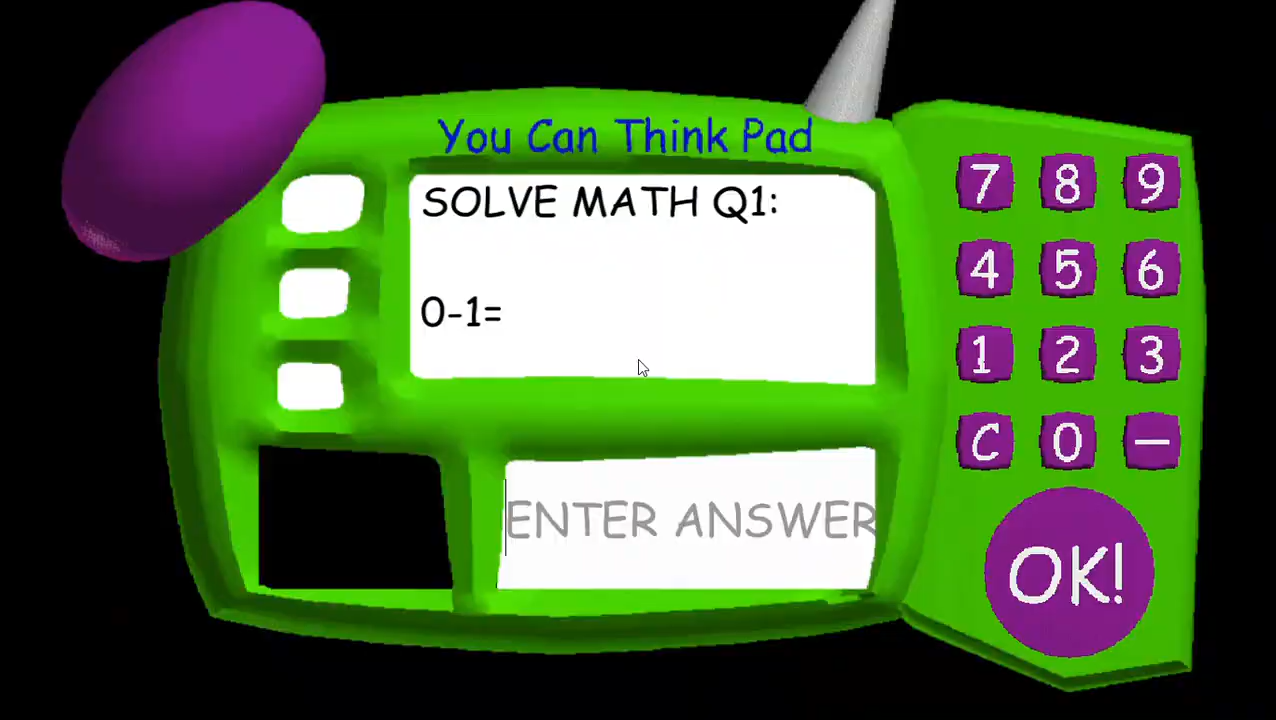 You Can Think Pad
SOLVE MATH Q1:
0-1=
ENTER ANSWER
7 8 9
4 5 6
1 2 3
C 0 —
OK!